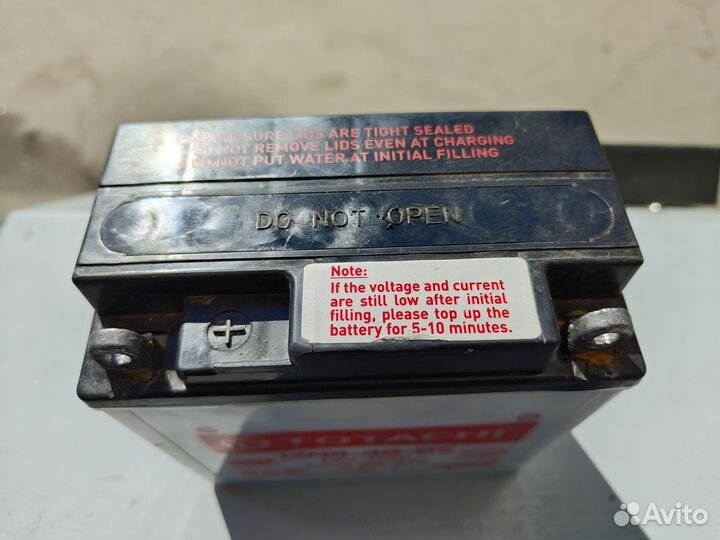 MAKE SURE LIDS ARE TIGHT SEALED
DO NOT REMOVE LIDS EVEN AT CHARGING
DO NOT PUT WATER AT INITIAL FILLING
DO NOT OPEN
Note:
If the voltage and current
are still low after initial
filling, please top up the
battery for 5-10 minutes.
+
TOTACHI
Avito